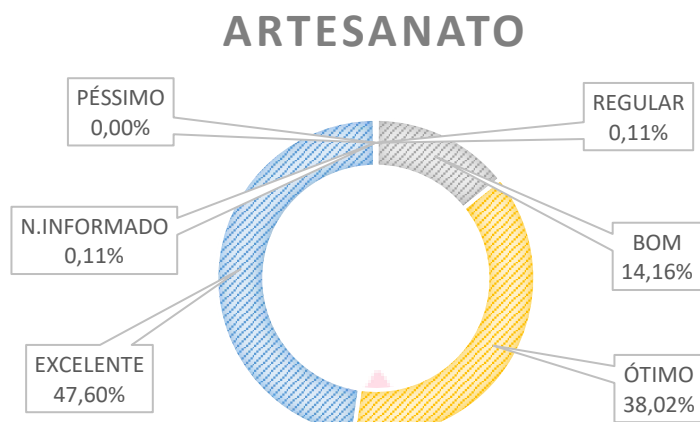 ARTESANATO
PÉSSIMO
0,00%
REGULAR
0,11%
N.INFORMADO
0,11%
BOM
14,16%
EXCELENTE
47,60%
ÓTIMO
38,02%